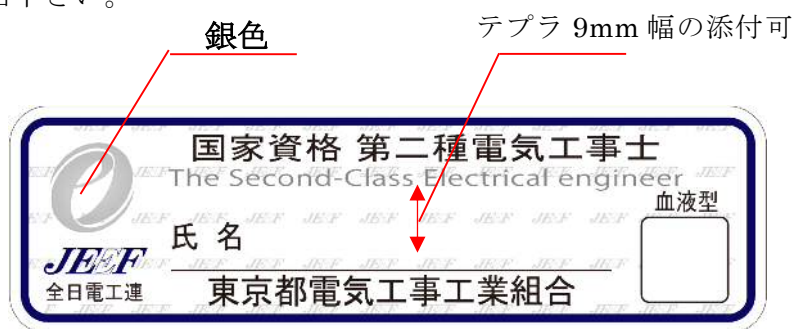 銀色
テプラ 9mm 幅の添付可
国家資格 第二種電気工事士
The Second-Class Electrical engineer
血液型
氏 名
JEEF
全日電工連
東京都電気工事工業組合